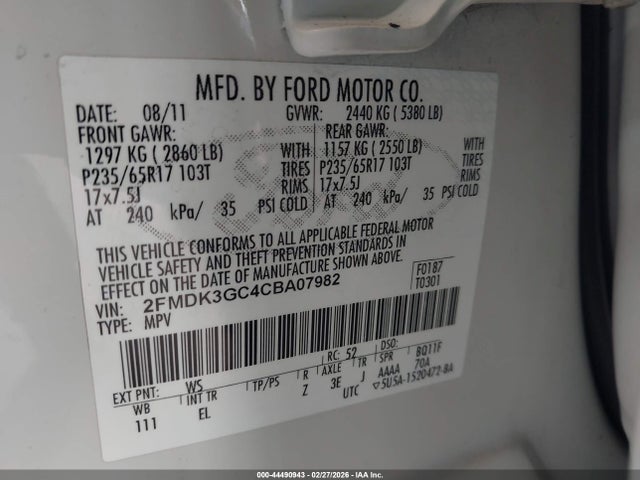 MFD. BY FORD MOTOR CO.
DATE: 08/11 GVWR: 2440 KG ( 5380 LB)
FRONT GAWR: REAR GAWR:
1297 KG ( 2860 LB) WITH 1157 KG ( 2550 LB) WITH
P235/65R17 103T TIRES P235/65R17 103T TIRES
17x7.5J RIMS 17x7.5J RIMS
AT 240 kPa/ 35 PSI COLD AT 240 kPa/ 35 PSI COLD
THIS VEHICLE CONFORMS TO ALL APPLICABLE FEDERAL MOTOR
VEHICLE SAFETY AND THEFT PREVENTION STANDARDS IN
EFFECT ON THE DATE OF MANUFACTURE SHOWN ABOVE.
VIN: 2FMDK3GC4CBA07982 F0187
TYPE: MPV T0301
RC: 52 DSO:
EXT PNT: WS AXLE TR SPR BQ11F
WB INT TR TP/PS R 3E J AAAA 70A
111 EL Z UTC ▽5U5A-1520472-BA
000-44490943 - 02/27/2026 - IAA Inc.